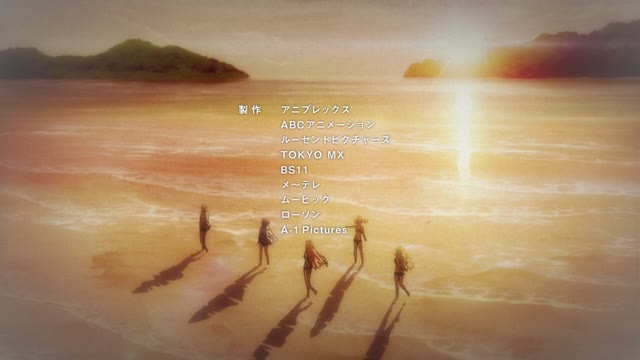 製作 アニプレックス
ABCアニメーション
ルーセントピクチャーズ
TOKYO MX
BS11
メ〜テレ
ムービック
ローソン
A-1 Pictures